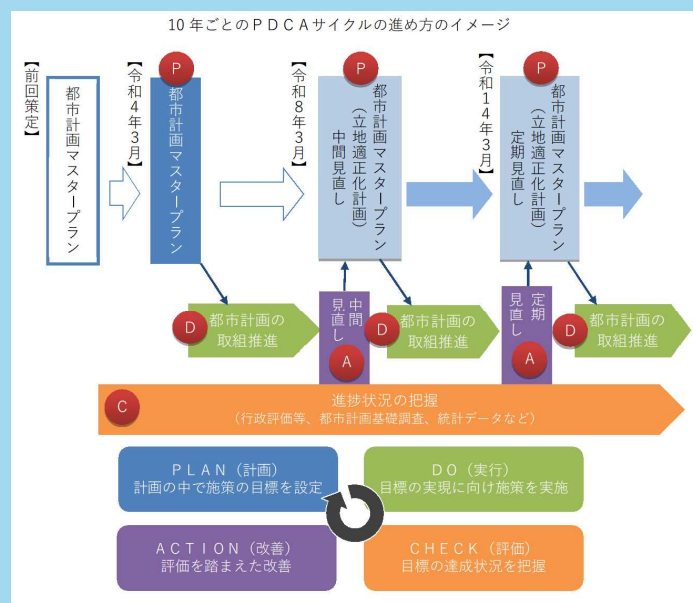 10年ごとのPDCAサイクルの進め方のイメージ
【前回策定】
都市計画マスタープラン
【令和4年3月】
P
都市計画マスタープラン
【令和8年3月】
P
都市計画マスタープラン
(立地適正化計画)
中間見直し
【令和14年3月】
P
都市計画マスタープラン
(立地適正化計画)
定期見直し
D
都市計画の
取組推進
中間
見直し
A
D
都市計画の
取組推進
定期
見直し
A
D
都市計画の
取組推進
C
進捗状況の把握
(行政評価等、都市計画基礎調査、統計データなど)
PLAN(計画)
計画の中で施策の目標を設定
DO(実行)
目標の実現に向け施策を実施
ACTION(改善)
評価を踏まえた改善
CHECK(評価)
目標の達成状況を把握